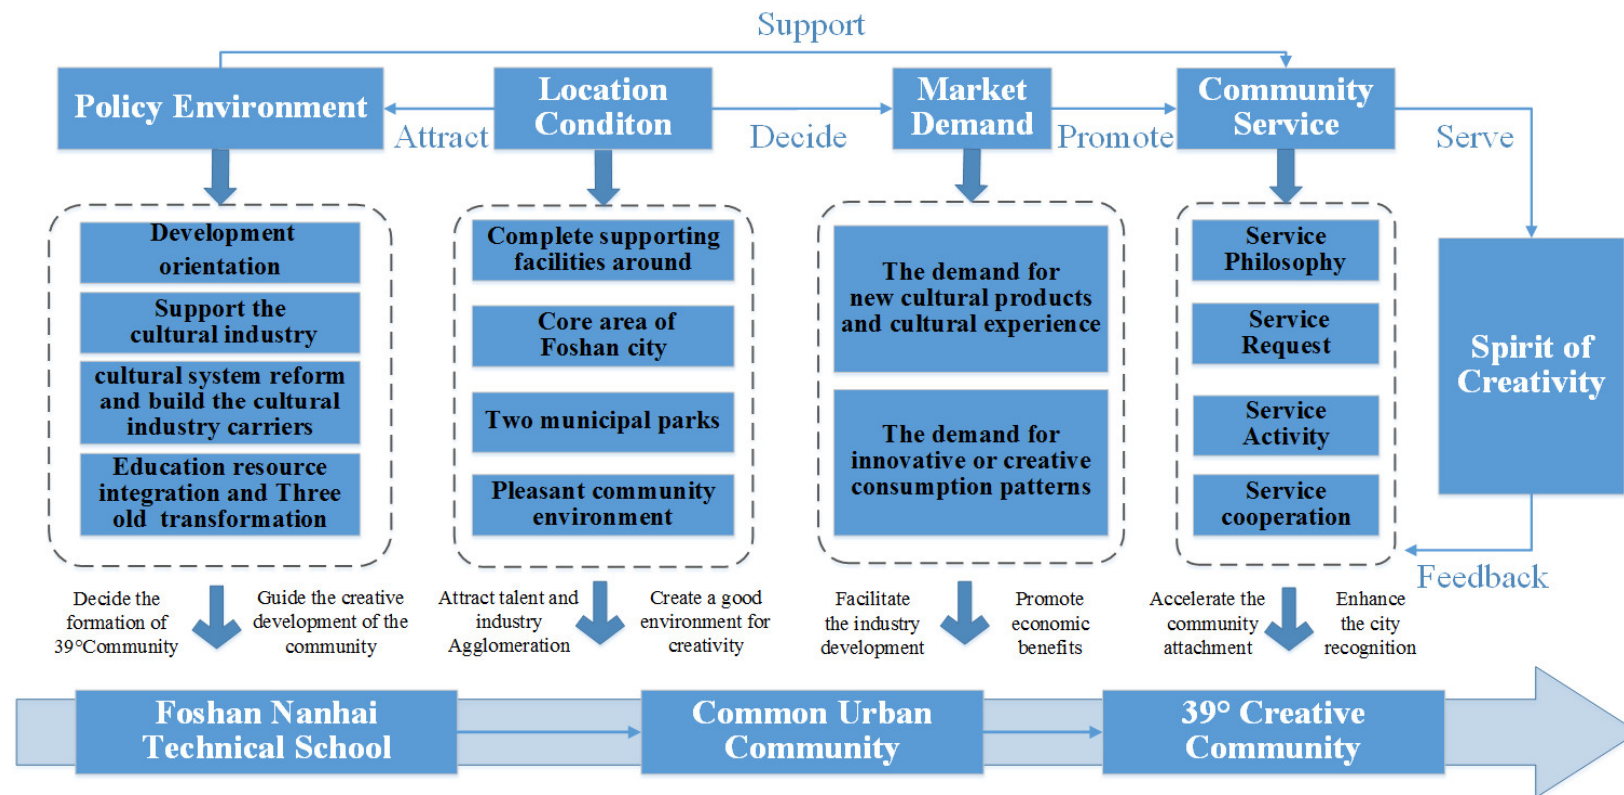 Support
Policy Environment
Location
Conditon
Market
Demand
Community
Service
Attract
Decide
Promote
Serve
Development
orientation
Support the
cultural industry
cultural system reform
and build the cultural
industry carriers
Education resource
integration and Three
old transformation
Complete supporting
facilities around
Core area of
Foshan city
Two municipal parks
Pleasant community
environment
The demand for
new cultural products
and cultural experience
The demand for
innovative or creative
consumption patterns
Service
Philosophy
Service
Request
Service
Activity
Service
cooperation
Spirit of
Creativity
Feedback
Decide the
formation of
39°Community
Guide the creative
development of the
community
Attract talent and
industry
Agglomeration
Create a good
environment for
creativity
Facilitate
the industry
development
Promote
economic
benefits
Accelerate the
community
attachment
Enhance
the city
recognition
Foshan Nanhai
Technical School
Common Urban
Community
39° Creative
Community